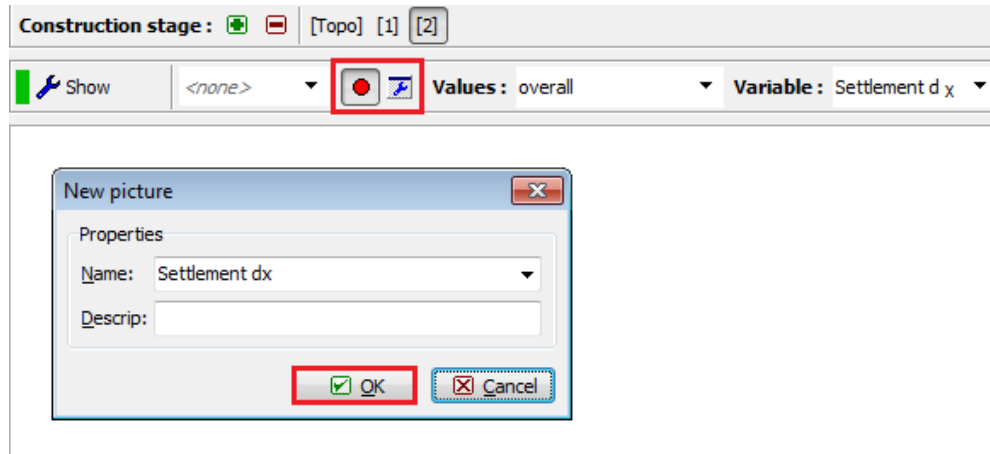 Construction stage : [Topo] [1] [2]
Show <none> Values : overall Variable : Settlement d x
New picture
Properties
Name: Settlement dx
Descrip:
OK Cancel